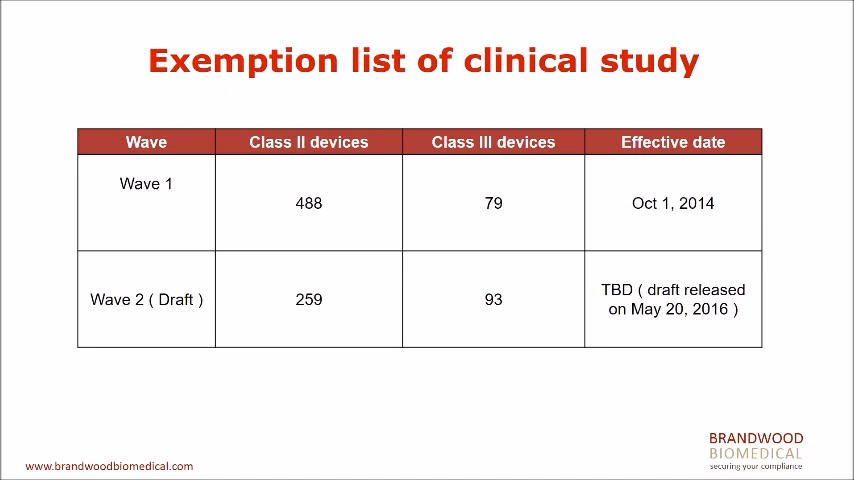 Exemption list of clinical study
Wave Class II devices Class III devices Effective date
Wave 1 488 79 Oct 1, 2014
Wave 2 ( Draft ) 259 93 TBD ( draft released
on May 20, 2016 )
www.brandwoodbiomedical.com
BRANDWOOD
BIOMEDICAL
securing your compliance